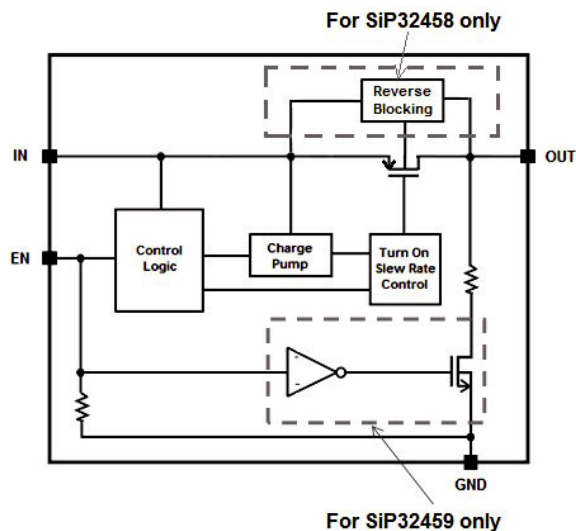 For SiP32458 only
Reverse
Blocking
IN
OUT
EN
Control
Logic
Charge
Pump
Turn On
Slew Rate
Control
+
-
GND
For SiP32459 only